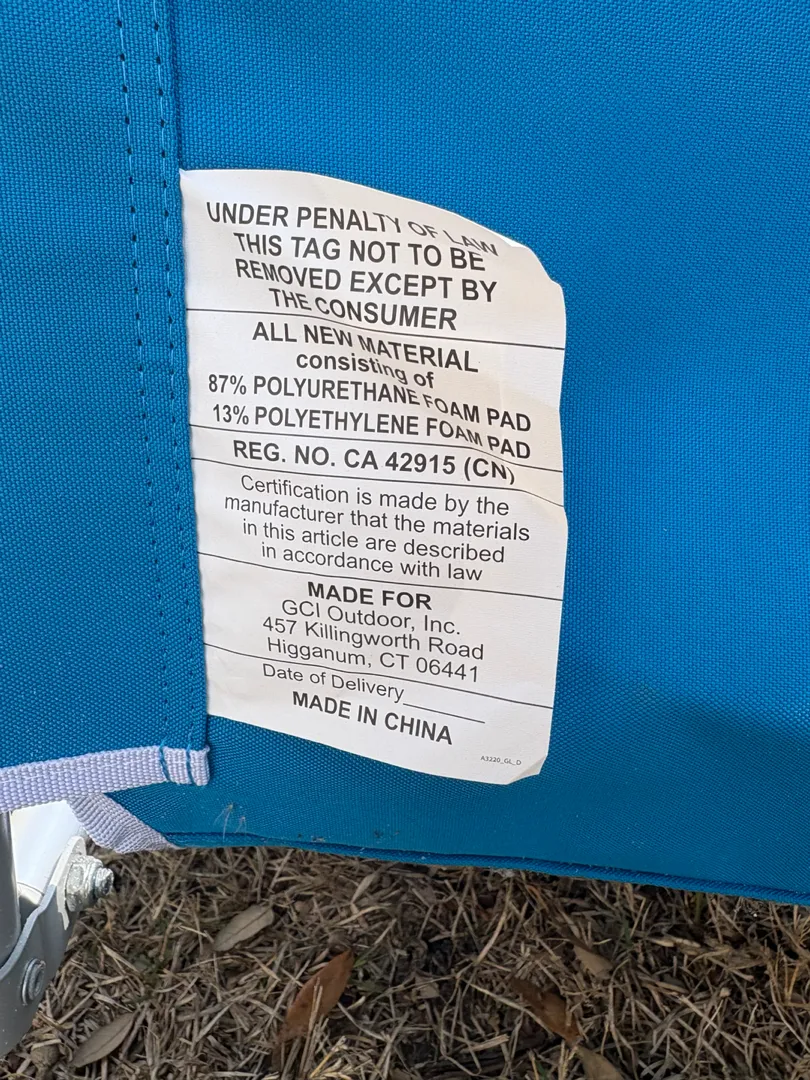 UNDER PENALTY OF LAW
THIS TAG NOT TO BE
REMOVED EXCEPT BY
THE CONSUMER
ALL NEW MATERIAL
consisting of
87% POLYURETHANE FOAM PAD
13% POLYETHYLENE FOAM PAD
REG. NO. CA 42915 (CN)
Certification is made by the
manufacturer that the materials
in this article are described
in accordance with law
MADE FOR
GCI Outdoor, Inc.
457 Killingworth Road
Higganum, CT 06441
Date of Delivery________
MADE IN CHINA
A3220_GL_D